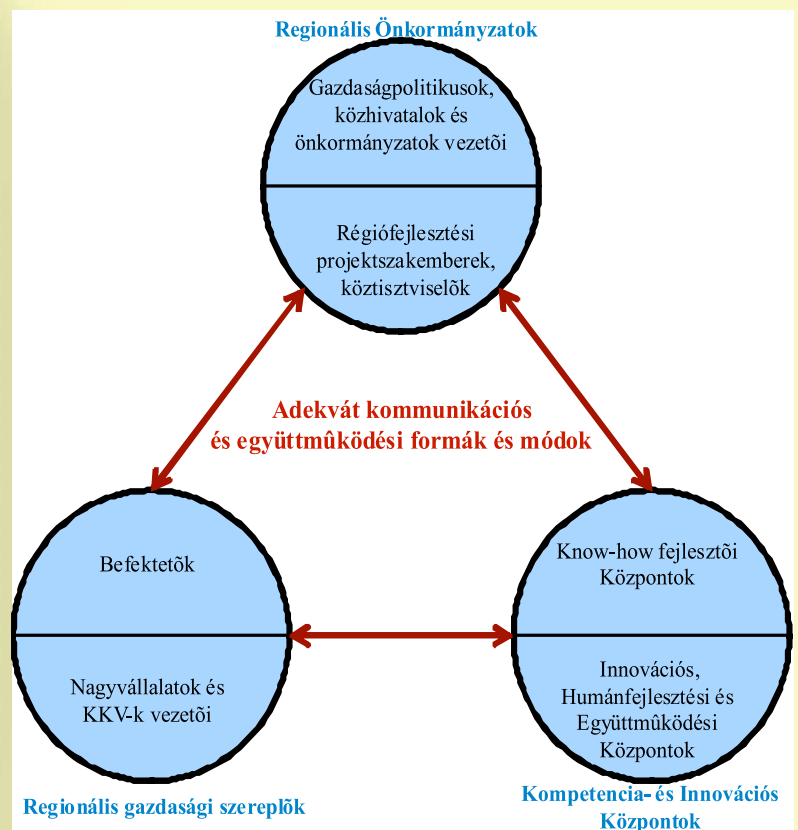 Regionális Önkormányzatok
Gazdaságpolitikusok,
közhivatalok és
önkormányzatok vezetõi
Régiófejlesztési
projektszakemberek,
köztisztviselõk
Adekvát kommunikációs
és együttmûködési formák és módok
Befektetõk
Nagyvállalatok és
KKV-k vezetõi
Regionális gazdasági szereplõk
Know-how fejlesztõi
Központok
Innovációs,
Humánfejlesztési és
Együttmûködési
Központok
Kompetencia- és Innovációs
Központok